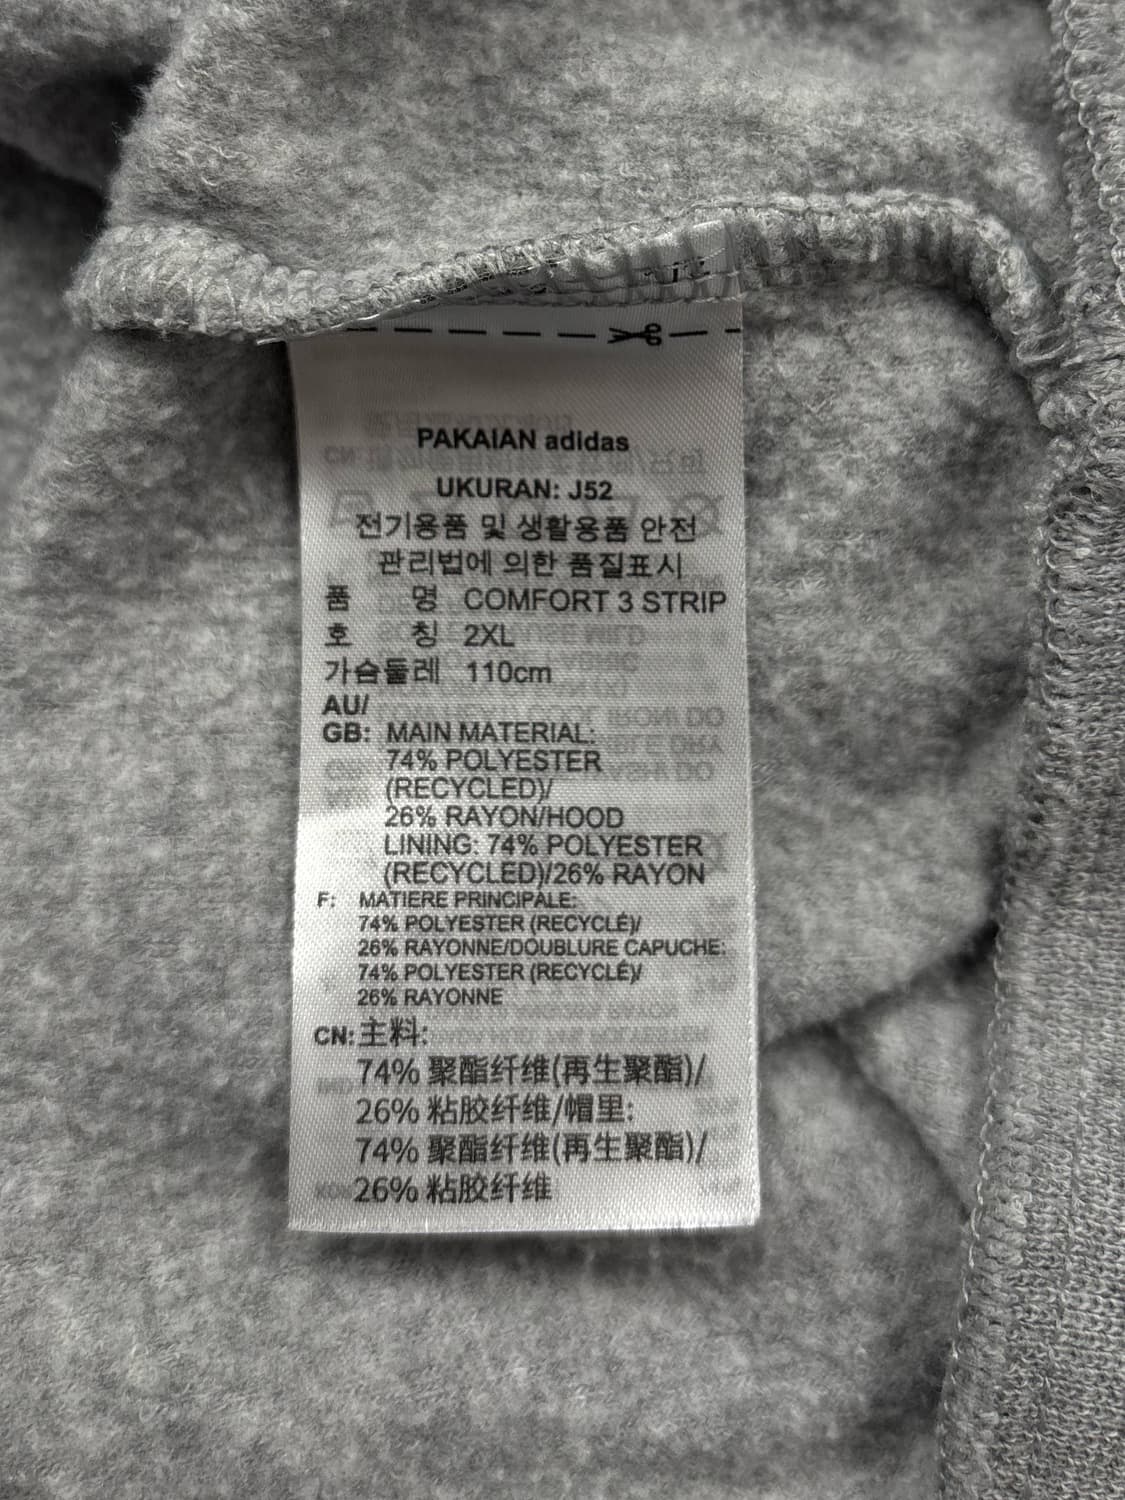 PAKAIAN adidas
UKURAN: J52
전기용품 및 생활용품 안전
관리법에 의한 품질표시
품 명 COMFORT 3 STRIP
호 칭 2XL
가슴둘레 110cm
AU/
GB: MAIN MATERIAL:
74% POLYESTER
(RECYCLED)/
26% RAYON/HOOD
LINING: 74% POLYESTER
(RECYCLED)/26% RAYON
F: MATIERE PRINCIPALE:
74% POLYESTER (RECYCLÉ)/
26% RAYONNE/DOUBLURE CAPUCHE:
74% POLYESTER (RECYCLÉ)/
26% RAYONNE
CN: 主料:
74% 聚酯纤维(再生聚酯)/
26% 粘胶纤维/帽里:
74% 聚酯纤维(再生聚酯)/
26% 粘胶纤维